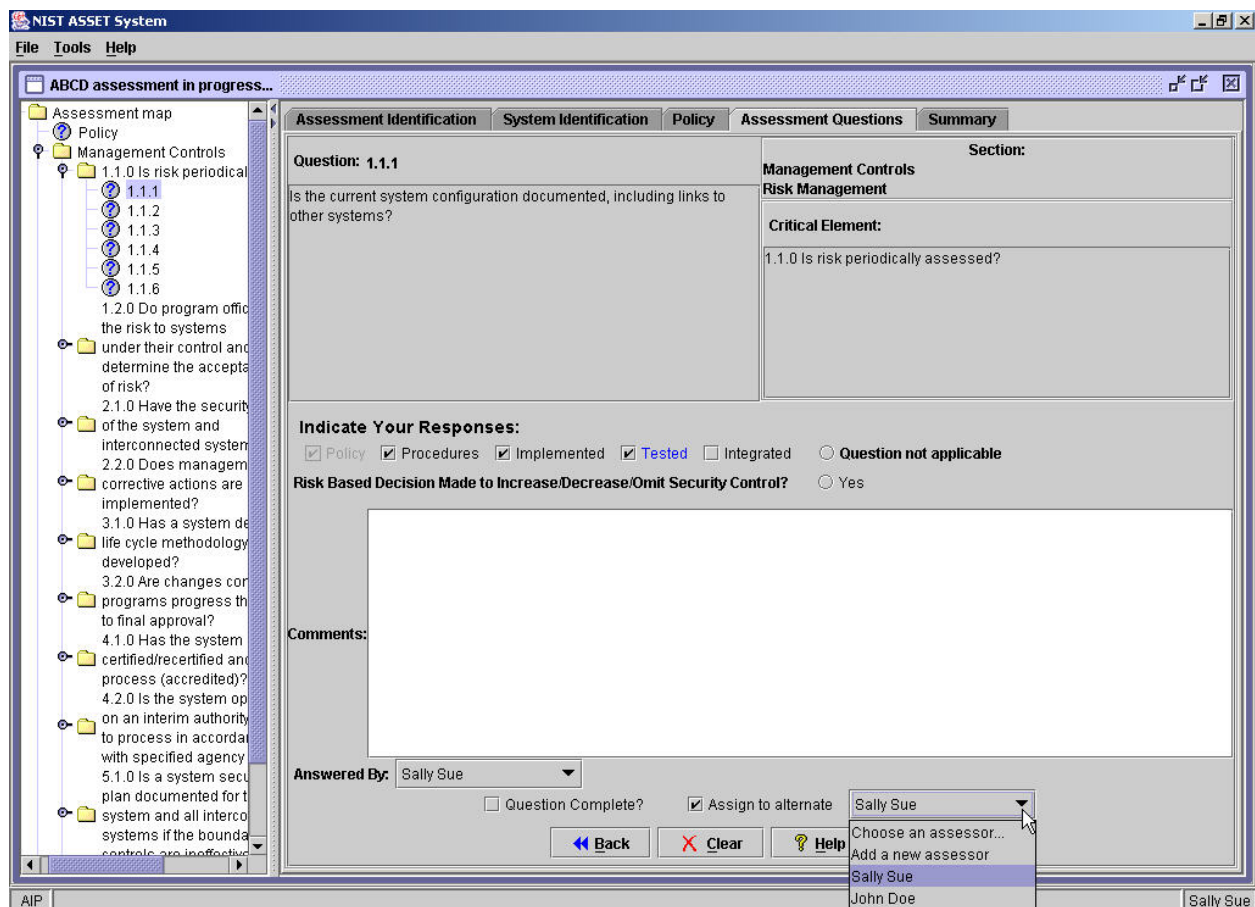 NIST ASSET System
File Tools Help
ABCD assessment in progress...
Assessment map
Policy
Management Controls
1.1.0 Is risk periodical
1.1.1
1.1.2
1.1.3
1.1.4
1.1.5
1.1.6
1.2.0 Do program offic
the risk to systems
under their control and
determine the accepta
of risk?
2.1.0 Have the security
of the system and
interconnected system
2.2.0 Does managem
corrective actions are
implemented?
3.1.0 Has a system de
life cycle methodology
developed?
3.2.0 Are changes con
programs progress th
to final approval?
4.1.0 Has the system
certified/recertified and
process (accredited)?
4.2.0 Is the system op
on an interim authority
to process in accordan
with specified agency
5.1.0 Is a system secu
plan documented for t
system and all interco
systems if the bounda
controls are ineffective
Assessment Identification System Identification Policy Assessment Questions Summary
Question: 1.1.1
Is the current system configuration documented, including links to
other systems?
Section:
Management Controls
Risk Management
Critical Element:
1.1.0 Is risk periodically assessed?
Indicate Your Responses:
Policy Procedures Implemented Tested Integrated Question not applicable
Risk Based Decision Made to Increase/Decrease/Omit Security Control? Yes
Comments:
Answered By: Sally Sue
Question Complete? Assign to alternate Sally Sue
Back Clear Help
Choose an assessor...
Add a new assessor
Sally Sue
John Doe
AIP Sally Sue